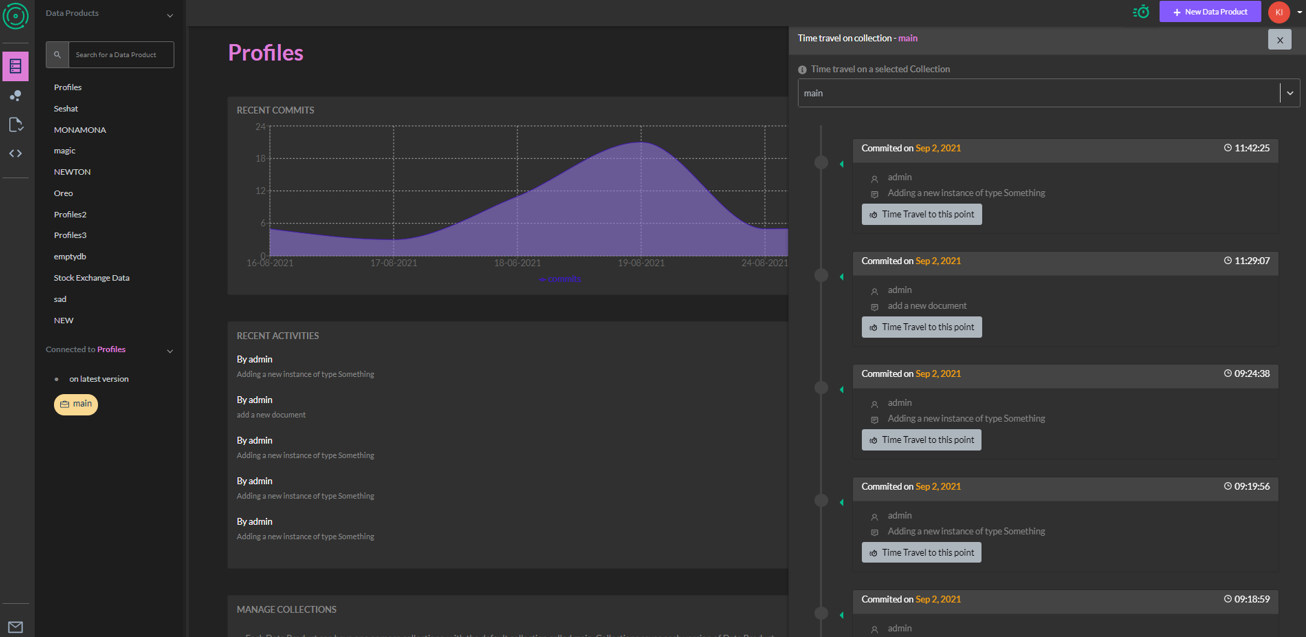 Data Products
Search for a Data Product
Profiles
Seshat
MONAMONA
magic
NEWTON
Oreo
Profiles2
Profiles3
emptydb
Stock Exchange Data
sad
NEW
Connected to Profiles
on latest version
main
+ New Data Product
KI
Profiles
RECENT COMMITS
24
18
12
6
0
16-08-2021 17-08-2021 18-08-2021 19-08-2021 24-08-2021
commits
RECENT ACTIVITIES
By admin
Adding a new instance of type Something
By admin
add a new document
By admin
Adding a new instance of type Something
By admin
Adding a new instance of type Something
By admin
Adding a new instance of type Something
MANAGE COLLECTIONS
Time travel on collection - main
X
Time travel on a selected Collection
main
Commited on Sep 2, 2021 11:42:25
admin
Adding a new instance of type Something
Time Travel to this point
Commited on Sep 2, 2021 11:29:07
admin
add a new document
Time Travel to this point
Commited on Sep 2, 2021 09:24:38
admin
Adding a new instance of type Something
Time Travel to this point
Commited on Sep 2, 2021 09:19:56
admin
Adding a new instance of type Something
Time Travel to this point
Commited on Sep 2, 2021 09:18:59
admin